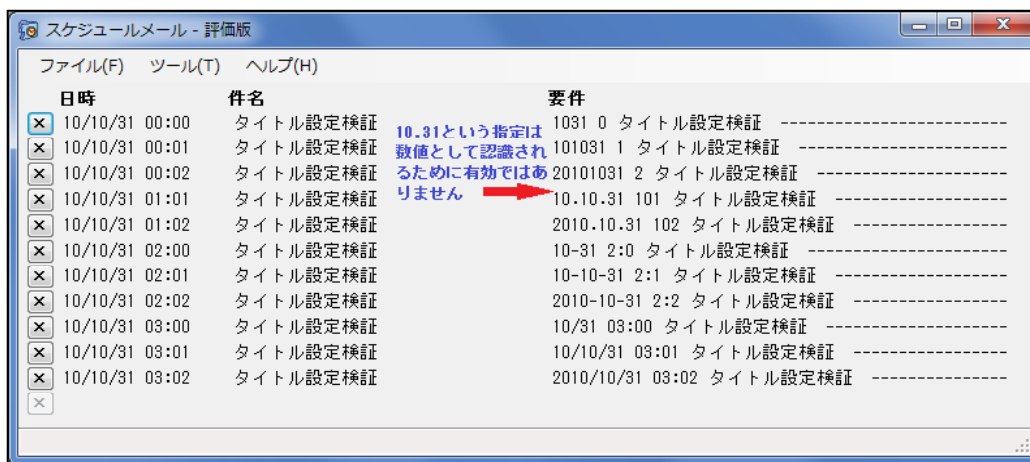 スケジュールメール - 評価版
ファイル(F) ツール(T) ヘルプ(H)
日時 件名 要件
10/10/31 00:00 タイトル設定検証 1031 0 タイトル設定検証 -------------------------
10/10/31 00:01 タイトル設定検証 101031 1 タイトル設定検証 -----------------------
10/10/31 00:02 タイトル設定検証 20101031 2 タイトル設定検証 ---------------------
10/10/31 01:01 タイトル設定検証 10.10.31 101 タイトル設定検証 -------------------
10/10/31 01:02 タイトル設定検証 2010.10.31 102 タイトル設定検証 -----------------
10/10/31 02:00 タイトル設定検証 10-31 2:0 タイトル設定検証 ----------------------
10/10/31 02:01 タイトル設定検証 10-10-31 2:1 タイトル設定検証 -------------------
10/10/31 02:02 タイトル設定検証 2010-10-31 2:2 タイトル設定検証 -----------------
10/10/31 03:00 タイトル設定検証 10/31 03:00 タイトル設定検証 --------------------
10/10/31 03:01 タイトル設定検証 10/10/31 03:01 タイトル設定検証 -----------------
10/10/31 03:02 タイトル設定検証 2010/10/31 03:02 タイトル設定検証 ---------------
10.31という指定は
数値として認識され
るために有効ではあ
りません